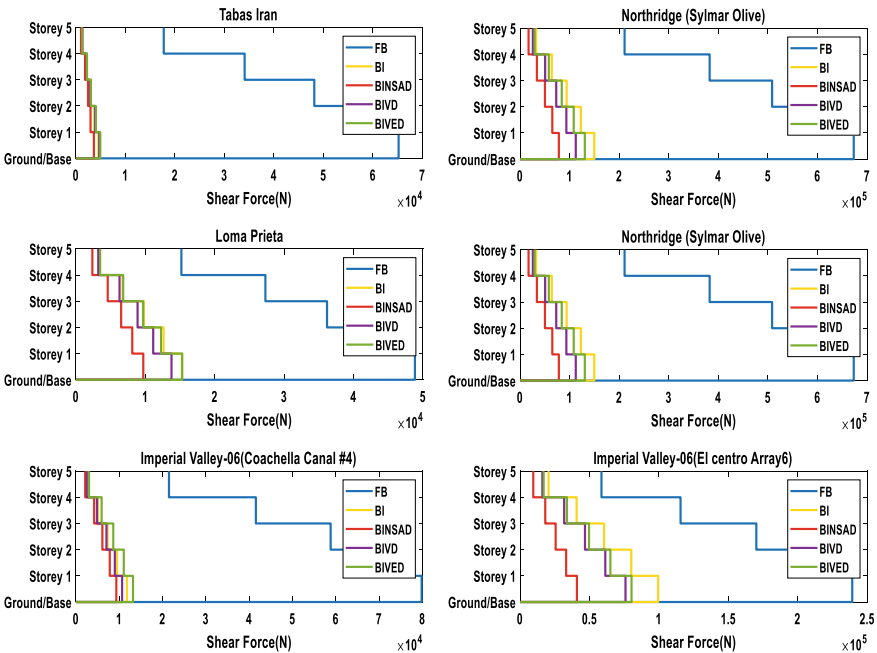 Tabas Iran
Storey 5
Storey 4
Storey 3
Storey 2
Storey 1
Ground/Base
FB
BI
BINSAD
BIVD
BIVED
0 1 2 3 4 5 6 70
Shear Force(N)
×10^4
Northridge (Sylmar Olive)
Storey 5
Storey 4
Storey 3
Storey 2
Storey 1
Ground/Base
FB
BI
BINSAD
BIVD
BIVED
0 1 2 3 4 5 6 7
Shear Force(N)
×10^5
Loma Prieta
Storey 5
Storey 4
Storey 3
Storey 2
Storey 1
Ground/Base
FB
BI
BINSAD
BIVD
BIVED
0 1 2 3 4 50
Shear Force(N)
×10^4
Northridge (Sylmar Olive)
Storey 5
Storey 4
Storey 3
Storey 2
Storey 1
Ground/Base
FB
BI
BINSAD
BIVD
BIVED
0 1 2 3 4 5 6 7
Shear Force(N)
×10^5
Imperial Valley-06(Coachella Canal #4)
Storey 5
Storey 4
Storey 3
Storey 2
Storey 1
Ground/Base
FB
BI
BINSAD
BIVD
BIVED
0 1 2 3 4 5 6 7 80
Shear Force(N)
×10^4
Imperial Valley-06(El centro Array6)
Storey 5
Storey 4
Storey 3
Storey 2
Storey 1
Ground/Base
FB
BI
BINSAD
BIVD
BIVED
0 0.5 1 1.5 2 2.5
Shear Force(N)
×10^5